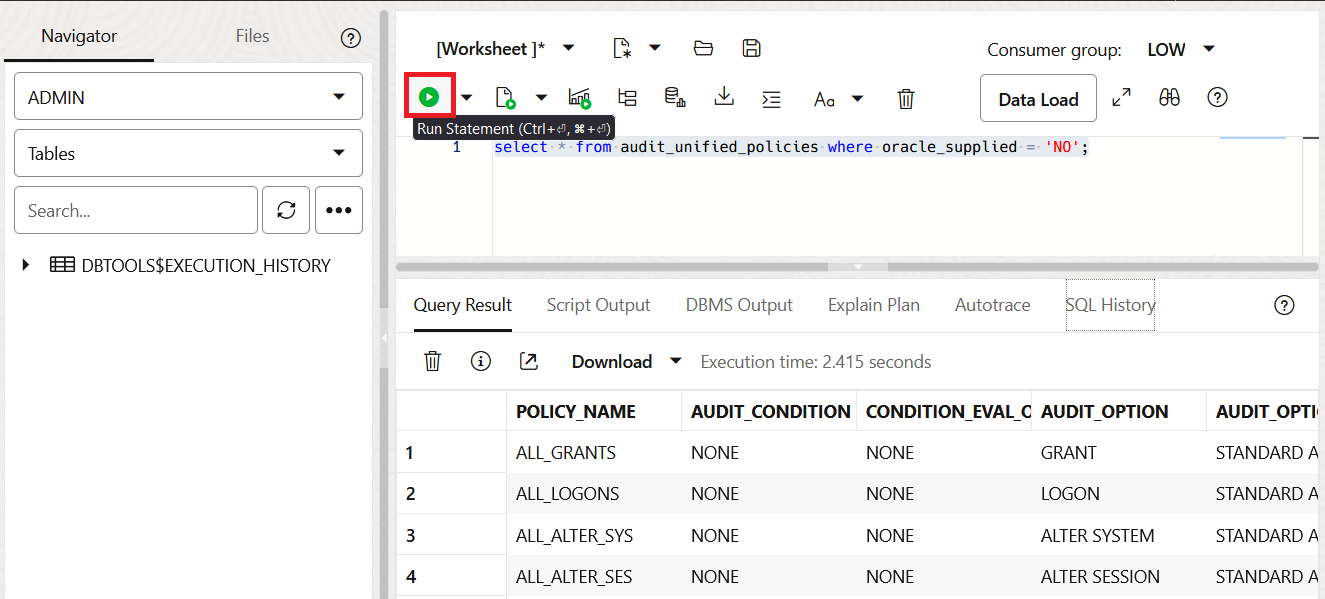 Navigator Files
ADMIN
Tables
Search...
DBTOOLS$EXECUTION_HISTORY
[Worksheet ]* Consumer group: LOW
Aa Data Load
Run Statement (Ctrl+⏎, ⌘+⏎)
1 select * from audit_unified_policies where oracle_supplied = 'NO';
Query Result Script Output DBMS Output Explain Plan Autotrace SQL History
Download Execution time: 2.415 seconds
POLICY_NAME AUDIT_CONDITION CONDITION_EVAL_O AUDIT_OPTION AUDIT_OPTI
1 ALL_GRANTS NONE NONE GRANT STANDARD A
2 ALL_LOGONS NONE NONE LOGON STANDARD A
3 ALL_ALTER_SYS NONE NONE ALTER SYSTEM STANDARD A
4 ALL_ALTER_SES NONE NONE ALTER SESSION STANDARD A